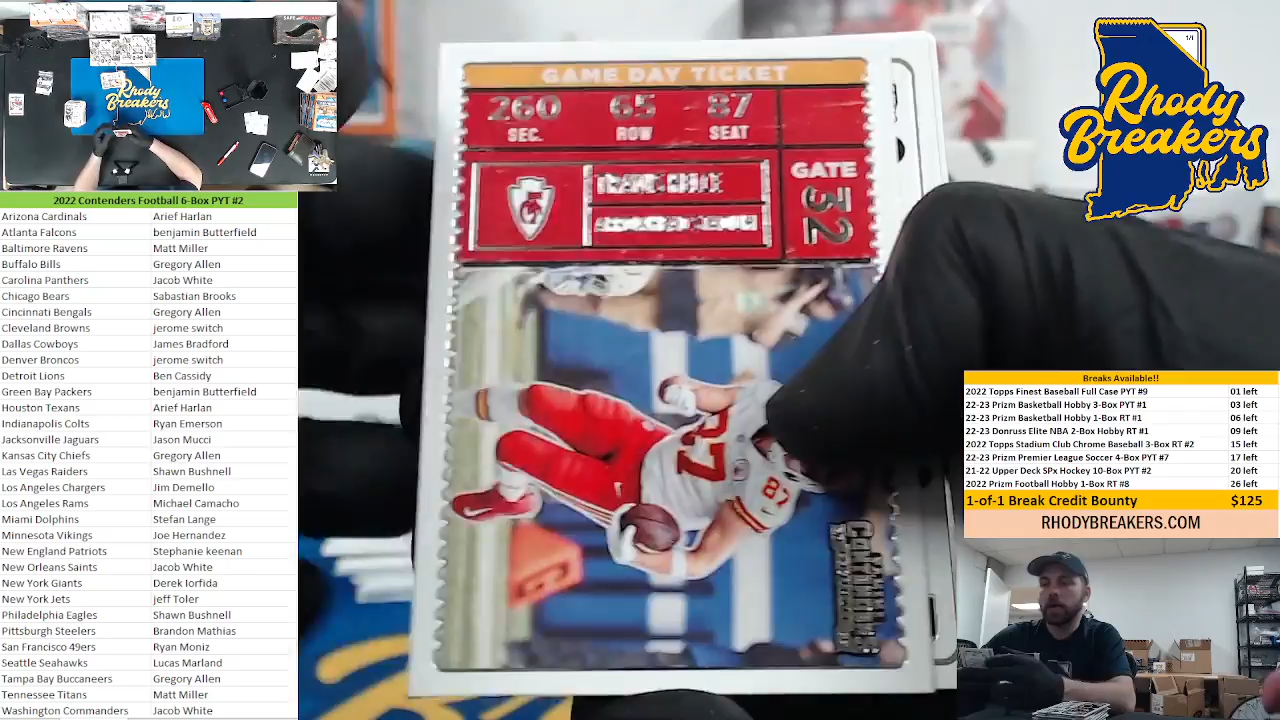 2022 Contenders Football 6-Box PYT #2
Arizona Cardinals Arief Harlan
Atlanta Falcons benjamin Butterfield
Baltimore Ravens Matt Miller
Buffalo Bills Gregory Allen
Carolina Panthers Jacob White
Chicago Bears Sabastian Brooks
Cincinnati Bengals Gregory Allen
Cleveland Browns jerome switch
Dallas Cowboys James Bradford
Denver Broncos jerome switch
Detroit Lions Ben Cassidy
Green Bay Packers benjamin Butterfield
Houston Texans Arief Harlan
Indianapolis Colts Ryan Emerson
Jacksonville Jaguars Jason Mucci
Kansas City Chiefs Gregory Allen
Las Vegas Raiders Shawn Bushnell
Los Angeles Chargers Jim Demello
Los Angeles Rams Michael Camacho
Miami Dolphins Stefan Lange
Minnesota Vikings Joe Hernandez
New England Patriots Stephanie keenan
New Orleans Saints Jacob White
New York Giants Derek Iorfida
New York Jets jeff Toler
Philadelphia Eagles Shawn Bushnell
Pittsburgh Steelers Brandon Mathias
San Francisco 49ers Ryan Moniz
Seattle Seahawks Lucas Marland
Tampa Bay Buccaneers Gregory Allen
Tennessee Titans Matt Miller
Washington Commanders Jacob White
Rhody
Breakers
GAME DAY TICKET
260 65 87
SEC. ROW SEAT
GATE
32
87
87
CONTENDERS
1/1
Rhody
Breakers
Breaks Available!!
2022 Topps Finest Baseball Full Case PYT #9 01 left
22-23 Prizm Basketball Hobby 3-Box PYT #1 03 left
22-23 Prizm Basketball Hobby 1-Box RT #1 06 left
22-23 Donruss Elite NBA 2-Box Hobby RT #1 09 left
2022 Topps Stadium Club Chrome Baseball 3-Box RT #2 15 left
22-23 Prizm Premier League Soccer 4-Box PYT #7 17 left
21-22 Upper Deck SPx Hockey 10-Box PYT #2 20 left
2022 Prizm Football Hobby 1-Box RT #8 26 left
1-of-1 Break Credit Bounty $125
RHODYBREAKERS.COM